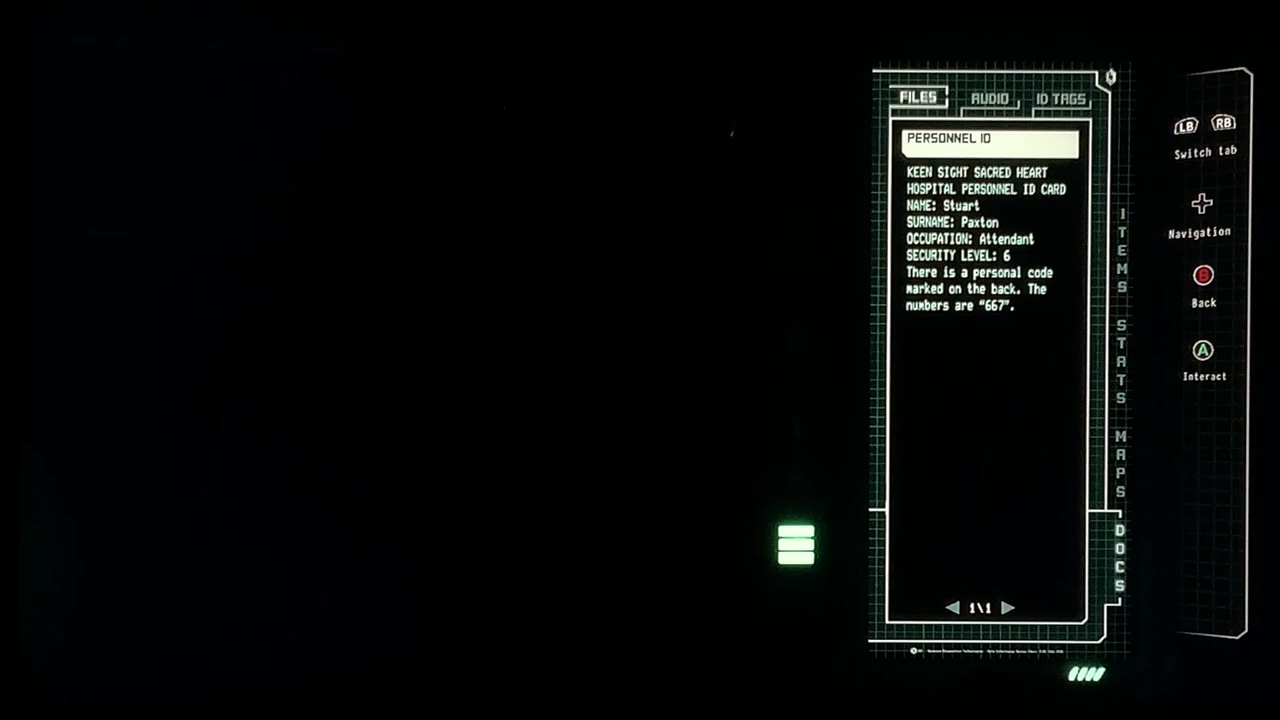 FILES AUDIO ID TAGS
PERSONNEL ID
KEEN SIGHT SACRED HEART
HOSPITAL PERSONNEL ID CARD
NAME: Stuart
SURNAME: Paxton
OCCUPATION: Attendant
SECURITY LEVEL: 6
There is a personal code
marked on the back. The
numbers are "667".
1\1
ITEMS
STATS
MAPS
DOCS
LB RB
Switch tab
Navigation
B
Back
A
Interact